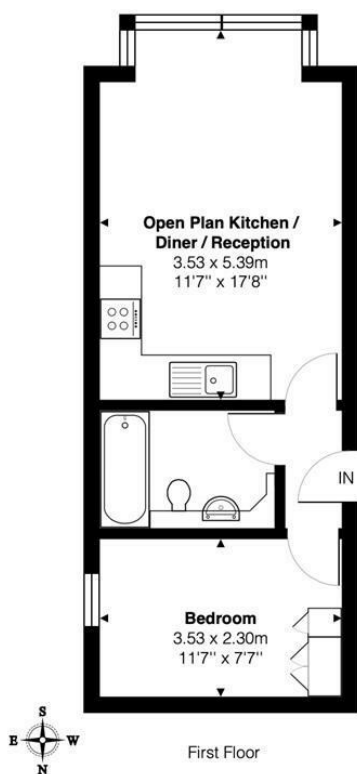 Open Plan Kitchen /
Diner / Reception
3.53 x 5.39m
11'7" x 17'8"
IN
Bedroom
3.53 x 2.30m
11'7" x 7'7"
S
E W
N
First Floor